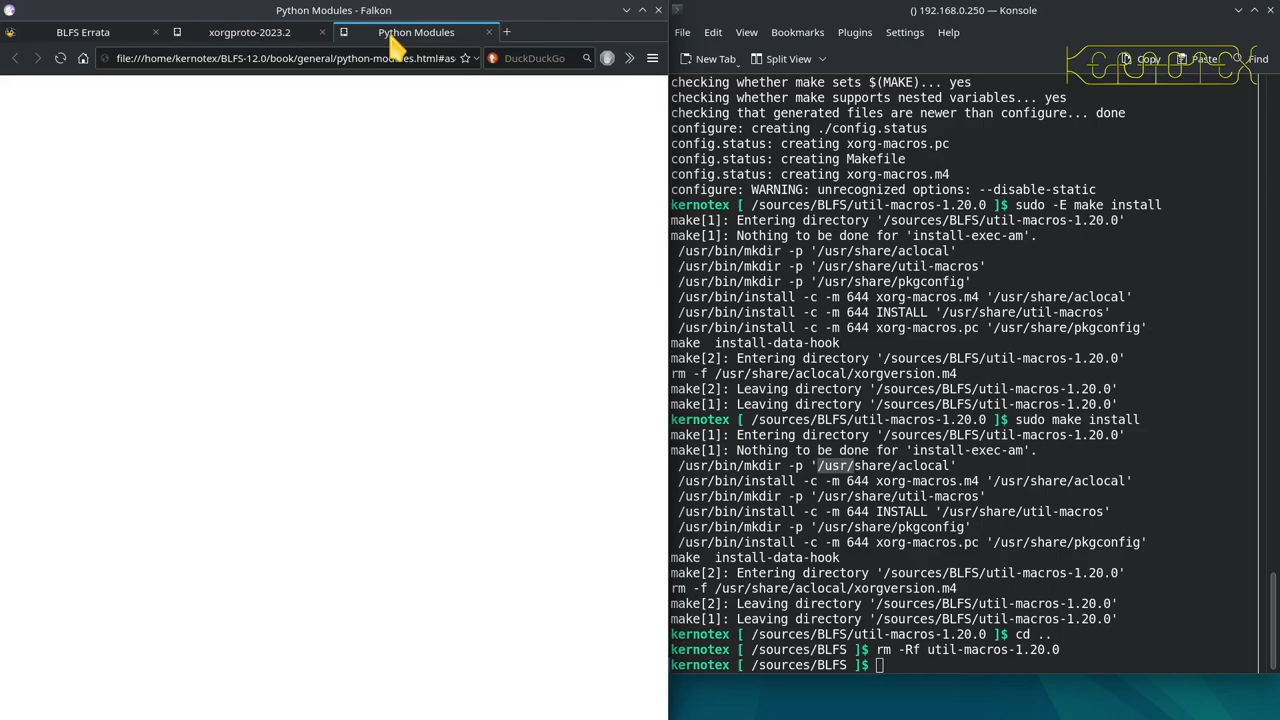 Python Modules - Falkon
BLFS Errata
xorgproto-2023.2
Python Modules
file:///home/kernotex/BLFS-12.0/book/general/python-modules.html#as
DuckDuckGo
() 192.168.0.250 — Konsole
File Edit View Bookmarks Plugins Settings Help
New Tab Split View Copy Paste Find
checking whether make sets $(MAKE)... yes
checking whether make supports nested variables... yes
checking that generated files are newer than configure... done
configure: creating ./config.status
config.status: creating xorg-macros.pc
config.status: creating Makefile
config.status: creating xorg-macros.m4
configure: WARNING: unrecognized options: --disable-static
kernotex [ /sources/BLFS/util-macros-1.20.0 ]$ sudo -E make install
make[1]: Entering directory '/sources/BLFS/util-macros-1.20.0'
make[1]: Nothing to be done for 'install-exec-am'.
/usr/bin/mkdir -p '/usr/share/aclocal'
/usr/bin/mkdir -p '/usr/share/util-macros'
/usr/bin/mkdir -p '/usr/share/pkgconfig'
/usr/bin/install -c -m 644 xorg-macros.m4 '/usr/share/aclocal'
/usr/bin/install -c -m 644 INSTALL '/usr/share/util-macros'
/usr/bin/install -c -m 644 xorg-macros.pc '/usr/share/pkgconfig'
make  install-data-hook
make[2]: Entering directory '/sources/BLFS/util-macros-1.20.0'
rm -f /usr/share/aclocal/xorgversion.m4
make[2]: Leaving directory '/sources/BLFS/util-macros-1.20.0'
make[1]: Leaving directory '/sources/BLFS/util-macros-1.20.0'
kernotex [ /sources/BLFS/util-macros-1.20.0 ]$ sudo make install
make[1]: Entering directory '/sources/BLFS/util-macros-1.20.0'
make[1]: Nothing to be done for 'install-exec-am'.
/usr/bin/mkdir -p '/usr/share/aclocal'
/usr/bin/install -c -m 644 xorg-macros.m4 '/usr/share/aclocal'
/usr/bin/mkdir -p '/usr/share/util-macros'
/usr/bin/install -c -m 644 INSTALL '/usr/share/util-macros'
/usr/bin/mkdir -p '/usr/share/pkgconfig'
/usr/bin/install -c -m 644 xorg-macros.pc '/usr/share/pkgconfig'
make  install-data-hook
make[2]: Entering directory '/sources/BLFS/util-macros-1.20.0'
rm -f /usr/share/aclocal/xorgversion.m4
make[2]: Leaving directory '/sources/BLFS/util-macros-1.20.0'
make[1]: Leaving directory '/sources/BLFS/util-macros-1.20.0'
kernotex [ /sources/BLFS/util-macros-1.20.0 ]$ cd ..
kernotex [ /sources/BLFS ]$ rm -Rf util-macros-1.20.0
kernotex [ /sources/BLFS ]$